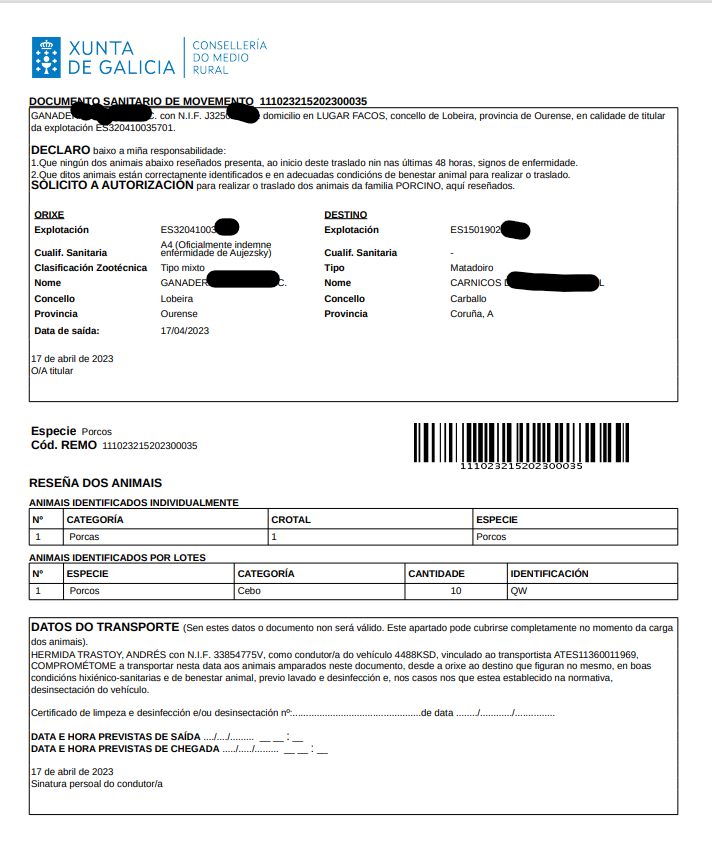 XUNTA
DE GALICIA
CONSELLERÍA
DO MEDIO
RURAL
DOCUMENTO SANITARIO DE MOVEMENTO 111023215202300035
GANADER C. con N.I.F. J325 domicilio en LUGAR FACOS, concello de Lobeira, provincia de Ourense, en calidade de titular
da explotación ES320410035701.
DECLARO baixo a miña responsabilidade:
1.Que ningún dos animais abaixo reseñados presenta, ao inicio deste traslado nin nas últimas 48 horas, signos de enfermidade.
2.Que ditos animais están correctamente identificados e en adecuadas condicións de benestar animal para realizar o traslado.
SOLICITO A AUTORIZACIÓN para realizar o traslado dos animais da familia PORCINO, aquí reseñados.
ORIXE DESTINO
Explotación ES32041003 Explotación ES1501902
Cualif. Sanitaria A4 (Oficialmente indemne enfermidade de Aujezsky) Cualif. Sanitaria -
Clasificación Zootécnica Tipo mixto Tipo Matadoiro
Nome GANADER C. Nome CARNICOS L
Concello Lobeira Concello Carballo
Provincia Ourense Provincia Coruña, A
Data de saída: 17/04/2023
17 de abril de 2023
O/A titular
Especie Porcos
Cód. REMO 111023215202300035
111023215202300035
RESEÑA DOS ANIMAIS
ANIMAIS IDENTIFICADOS INDIVIDUALMENTE
Nº CATEGORÍA CROTAL ESPECIE
1 Porcas 1 Porcos
ANIMAIS IDENTIFICADOS POR LOTES
Nº ESPECIE CATEGORÍA CANTIDADE IDENTIFICACIÓN
1 Porcos Cebo 10 QW
DATOS DO TRANSPORTE (Sen estes datos o documento non será válido. Este apartado pode cubrirse completamente no momento da carga
dos animais).
HERMIDA TRASTOY, ANDRÉS con N.I.F. 33854775V, como condutor/a do vehículo 4488KSD, vinculado ao transportista ATES11360011969,
COMPROMÉTOME a transportar nesta data aos animais amparados neste documento, desde a orixe ao destino que figuran no mesmo, en boas
condicións hixiénico-sanitarias e de benestar animal, previo lavado e desinfección e, nos casos nos que estea establecido na normativa,
desinsectación do vehículo.
Certificado de limpeza e desinfección e/ou desinsectación nº:...............................................de data ......../............/...............
DATA E HORA PREVISTAS DE SAÍDA ..../..../......... __ __ : __
DATA E HORA PREVISTAS DE CHEGADA ...../...../......... __ __ : __
17 de abril de 2023
Sinatura persoal do condutor/a